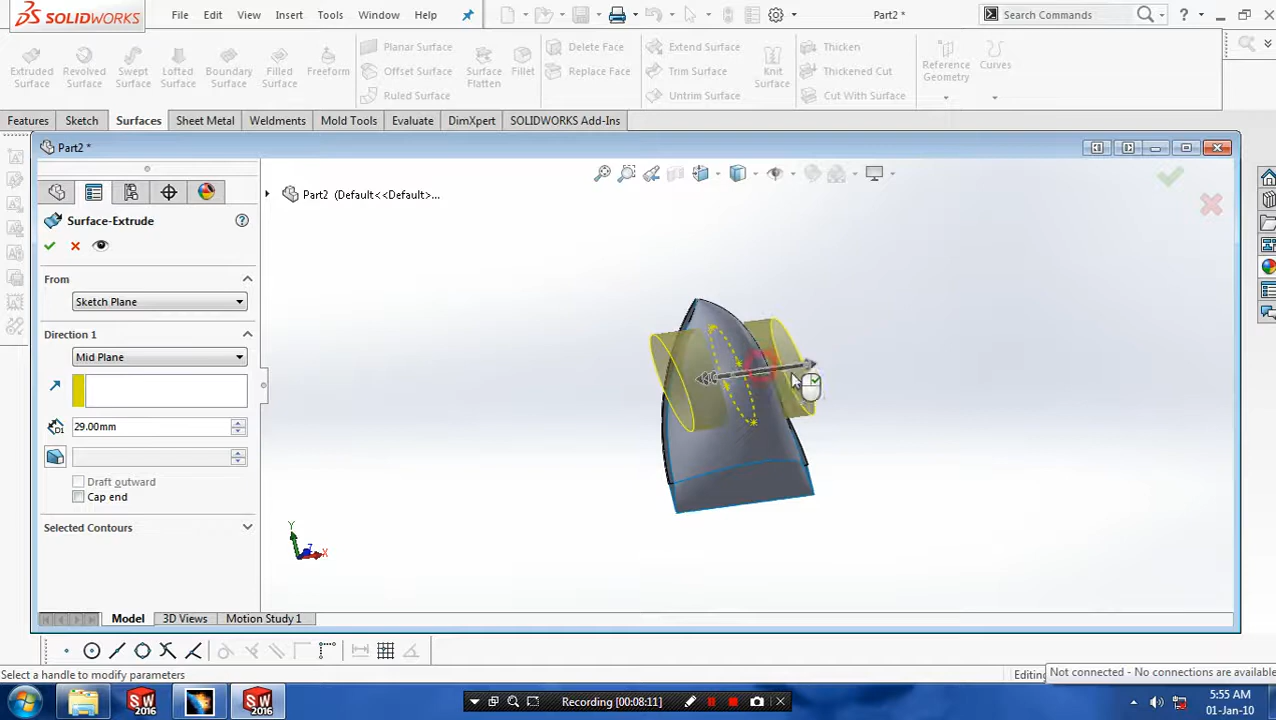 SOLIDWORKS File Edit View Insert Tools Window Help Part2 * Search Commands ?
Extruded Surface Revolved Surface Swept Surface Lofted Surface Boundary Surface Filled Surface Freeform
Planar Surface
Offset Surface
Ruled Surface
Surface Flatten Fillet
Delete Face
Replace Face
Extend Surface
Trim Surface
Untrim Surface
Knit Surface
Thicken
Thickened Cut
Cut With Surface
Reference Geometry Curves
Features Sketch Surfaces Sheet Metal Weldments Mold Tools Evaluate DimXpert SOLIDWORKS Add-Ins
Part2 *
Part2 (Default<<Default>...
Surface-Extrude ?
From
Sketch Plane
Direction 1
Mid Plane
29.00mm
Draft outward
Cap end
Selected Contours
Y
Z
X
Model 3D Views Motion Study 1
Select a handle to modify parameters
Editing
Not connected - No connections are available
SW 2016
SW 2016
Recording [00:08:11]
5:55 AM
01-Jan-10